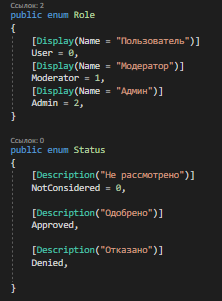 Ссылок: 2
public enum Role
{
[Display(Name = "Пользователь")]
User = 0,
[Display(Name = "Модератор")]
Moderator = 1,
[Display(Name = "Админ")]
Admin = 2,
}
Ссылок: 0
public enum Status
{
[Description("Не рассмотрено")]
NotConsidered = 0,
[Description("Одобрено")]
Approved,
[Description("Отказано")]
Denied,
}